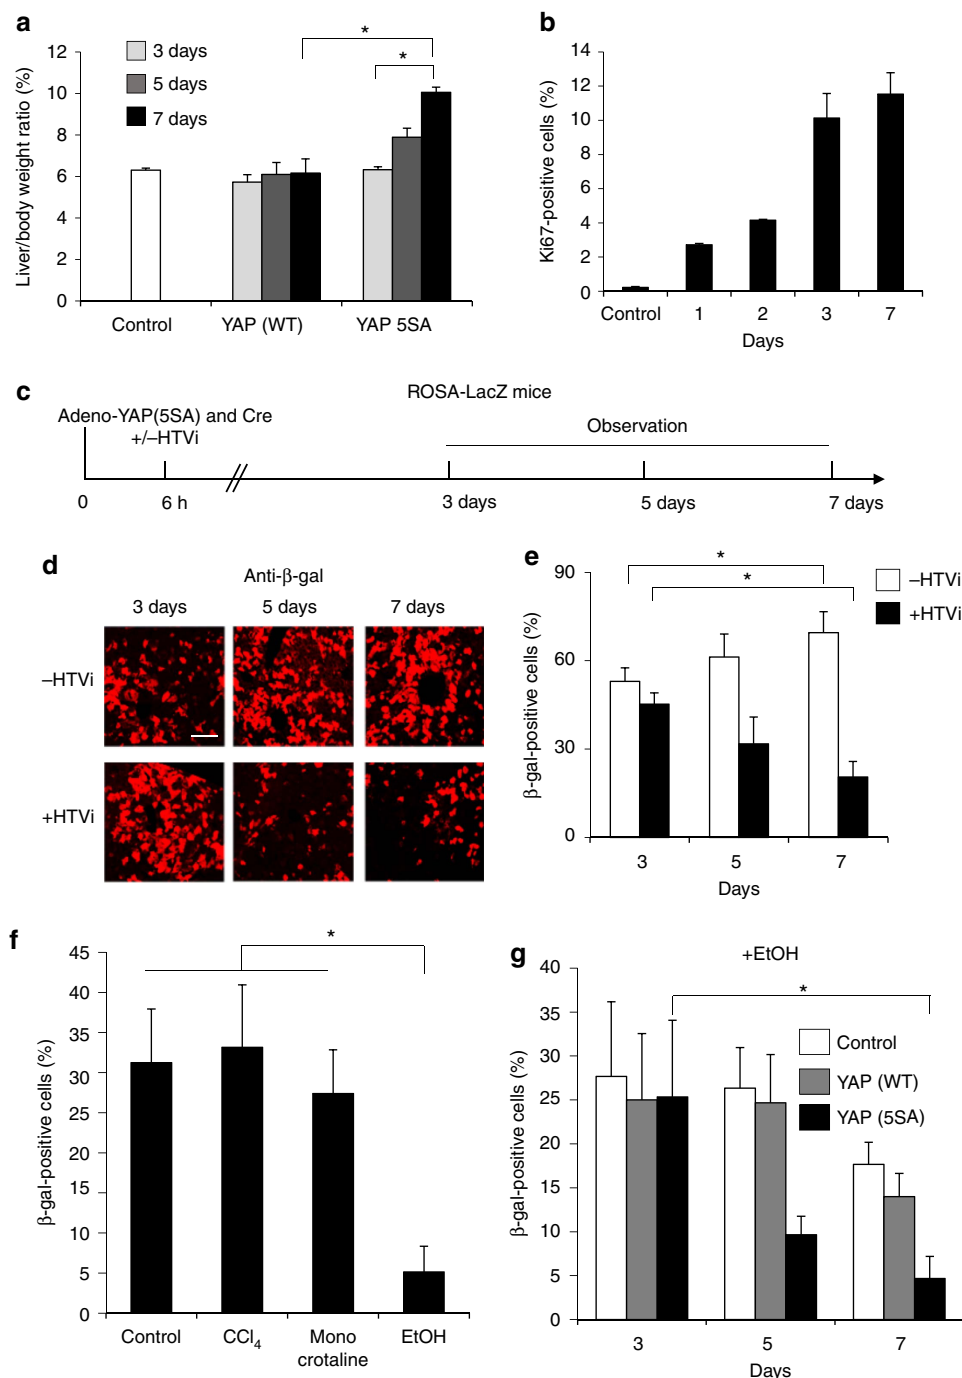 a
*
*
3 days
5 days
7 days
12
10
8
6
4
2
0
Liver/body weight ratio (%)
Control
YAP (WT)
YAP 5SA
b
14
12
10
8
6
4
2
0
Ki67-positive cells (%)
Control
1
2
3
7
Days
c
ROSA-LacZ mice
Adeno-YAP(5SA) and Cre
+/–HTVi
Observation
0
6 h
3 days
5 days
7 days
d
Anti-β-gal
3 days
5 days
7 days
–HTVi
+HTVi
e
*
*
–HTVi
+HTVi
90
60
30
0
β-gal-positive cells (%)
3
5
7
Days
f
*
45
40
35
30
25
20
15
10
5
0
β-gal-positive cells (%)
Control
CCl4
Mono
crotaline
EtOH
g
+EtOH
*
Control
YAP (WT)
YAP (5SA)
40
35
30
25
20
15
10
5
0
β-gal-positive cells (%)
3
5
7
Days